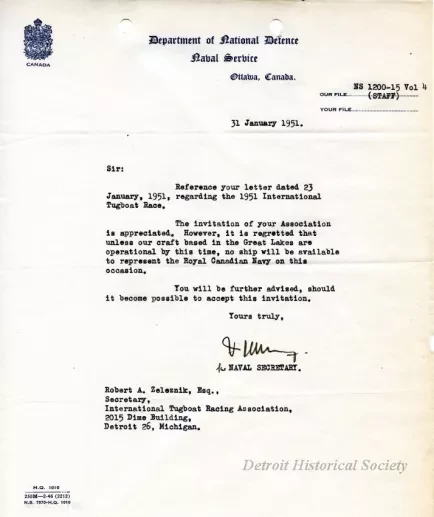 CANADA
Department of National Defence
Naval Service
Ottawa, Canada.
NS 1200-15 Vol 4
OUR FILE (STAFF)
YOUR FILE
31 January 1951.
Sir:
Reference your letter dated 23
January, 1951, regarding the 1951 International
Tugboat Race.
The invitation of your Association
is appreciated. However, it is regretted that
unless our craft based in the Great Lakes are
operational by this time, no ship will be available
to represent the Royal Canadian Navy on this
occasion.
You will be further advised, should
it become possible to accept this invitation.
Yours truly,
NAVAL SECRETARY.
Robert A. Zeleznik, Esq.,
Secretary,
International Tugboat Racing Association,
2015 Dime Building,
Detroit 26, Michigan.
Detroit Historical Society
H.Q. 1019